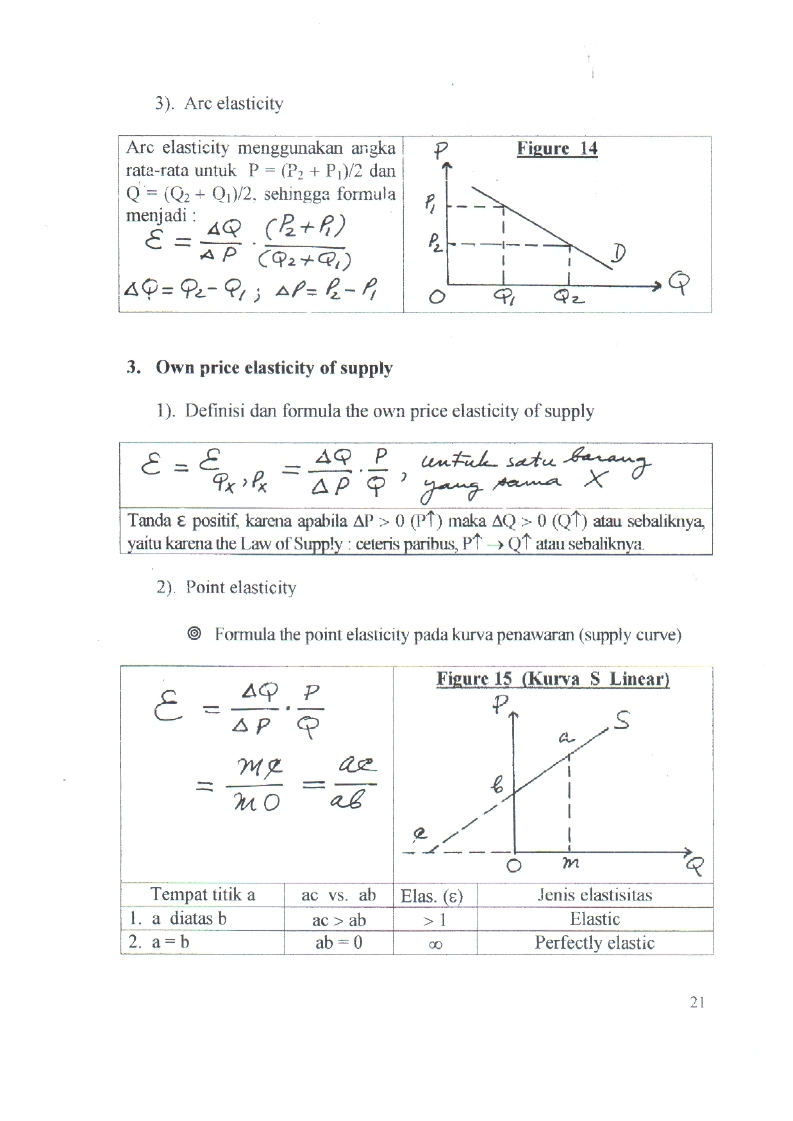 3). Arc elasticity
Arc elasticity menggunakan angka
rata-rata untuk P = (P₂ + P₁)/2 dan
Q = (Q₂ + Q₁)/2, sehingga formula
menjadi :
ε = ΔQ/ΔP · (P₂+P₁)/(Q₂+Q₁)
ΔQ = Q₂ - Q₁ ; ΔP = P₂ - P₁
Figure 14
P
P₁
P₂
D
O Q₁ Q₂ Q
3. Own price elasticity of supply
1). Definisi dan formula the own price elasticity of supply
ε = ε qx, Px = ΔQ/ΔP · P/Q , untuk satu barang
yang sama X
Tanda ε positif, karena apabila ΔP > 0 (P↑) maka ΔQ > 0 (Q↑) atau sebaliknya,
yaitu karena the Law of Supply : ceteris paribus, P↑ → Q↑ atau sebaliknya.
2). Point elasticity
◎ Formula the point elasticity pada kurva penawaran (supply curve)
ε = ΔQ/ΔP · P/Q
= mc/mO = ac/ab
Figure 15 (Kurva S Linear)
P
S
a
b
c
O m Q
Tempat titik a ac vs. ab Elas. (ε) Jenis elastisitas
1. a diatas b ac > ab > 1 Elastic
2. a = b ab = 0 ∞ Perfectly elastic
21